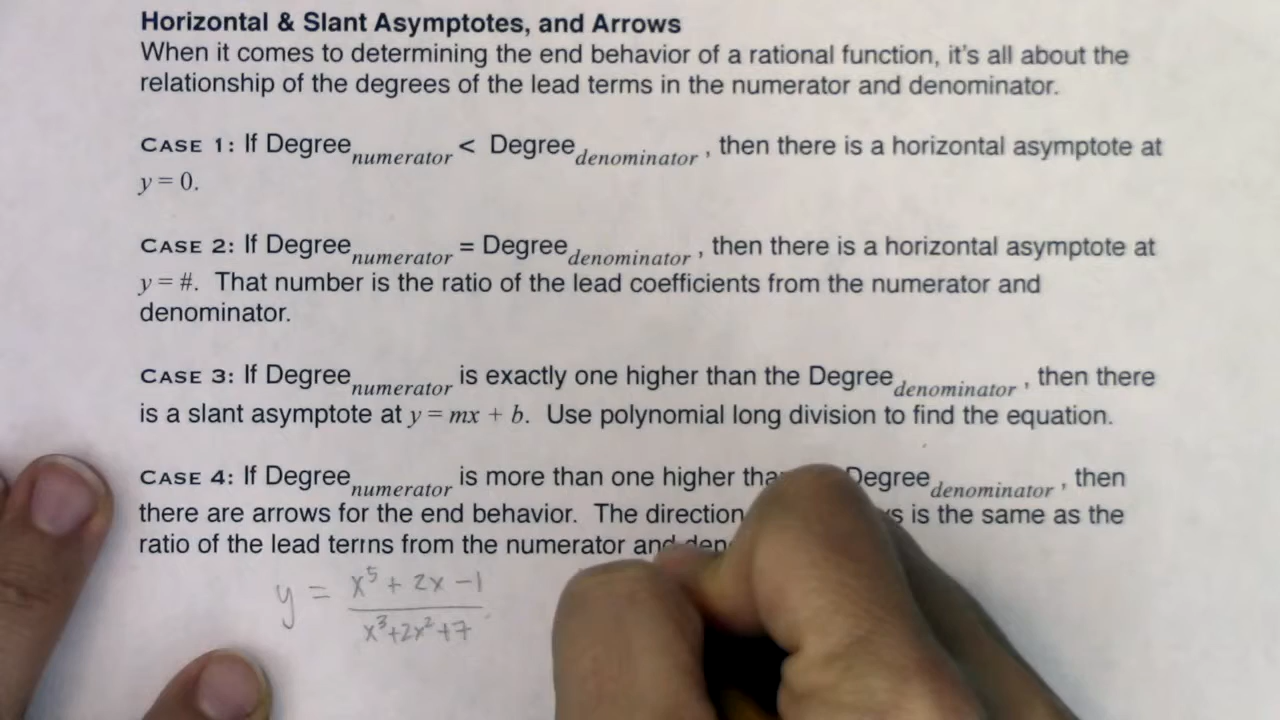 Horizontal & Slant Asymptotes, and Arrows
When it comes to determining the end behavior of a rational function, it's all about the
relationship of the degrees of the lead terms in the numerator and denominator.
CASE 1: If Degree numerator < Degree denominator, then there is a horizontal asymptote at
y = 0.
CASE 2: If Degree numerator = Degree denominator, then there is a horizontal asymptote at
y = #. That number is the ratio of the lead coefficients from the numerator and
denominator.
CASE 3: If Degree numerator is exactly one higher than the Degree denominator, then there
is a slant asymptote at y = mx + b. Use polynomial long division to find the equation.
CASE 4: If Degree numerator is more than one higher Degree denominator, then
there are arrows for the end behavior. The direction is the same as the
ratio of the lead terms from the numerator and
y = x⁵ + 2x − 1
x³+2x²+7